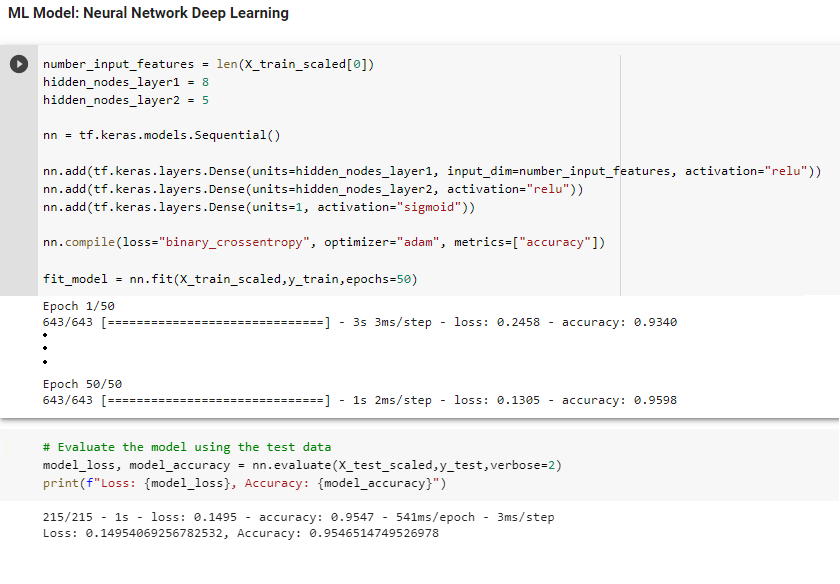 ML Model: Neural Network Deep Learning
number_input_features = len(X_train_scaled[0])
hidden_nodes_layer1 = 8
hidden_nodes_layer2 = 5
nn = tf.keras.models.Sequential()
nn.add(tf.keras.layers.Dense(units=hidden_nodes_layer1, input_dim=number_input_features, activation="relu"))
nn.add(tf.keras.layers.Dense(units=hidden_nodes_layer2, activation="relu"))
nn.add(tf.keras.layers.Dense(units=1, activation="sigmoid"))
nn.compile(loss="binary_crossentropy", optimizer="adam", metrics=["accuracy"])
fit_model = nn.fit(X_train_scaled,y_train,epochs=50)
Epoch 1/50
643/643 [==============================] - 3s 3ms/step - loss: 0.2458 - accuracy: 0.9340
Epoch 50/50
643/643 [==============================] - 1s 2ms/step - loss: 0.1305 - accuracy: 0.9598
# Evaluate the model using the test data
model_loss, model_accuracy = nn.evaluate(X_test_scaled,y_test,verbose=2)
print(f"Loss: {model_loss}, Accuracy: {model_accuracy}")
215/215 - 1s - loss: 0.1495 - accuracy: 0.9547 - 541ms/epoch - 3ms/step
Loss: 0.14954069256782532, Accuracy: 0.9546514749526978